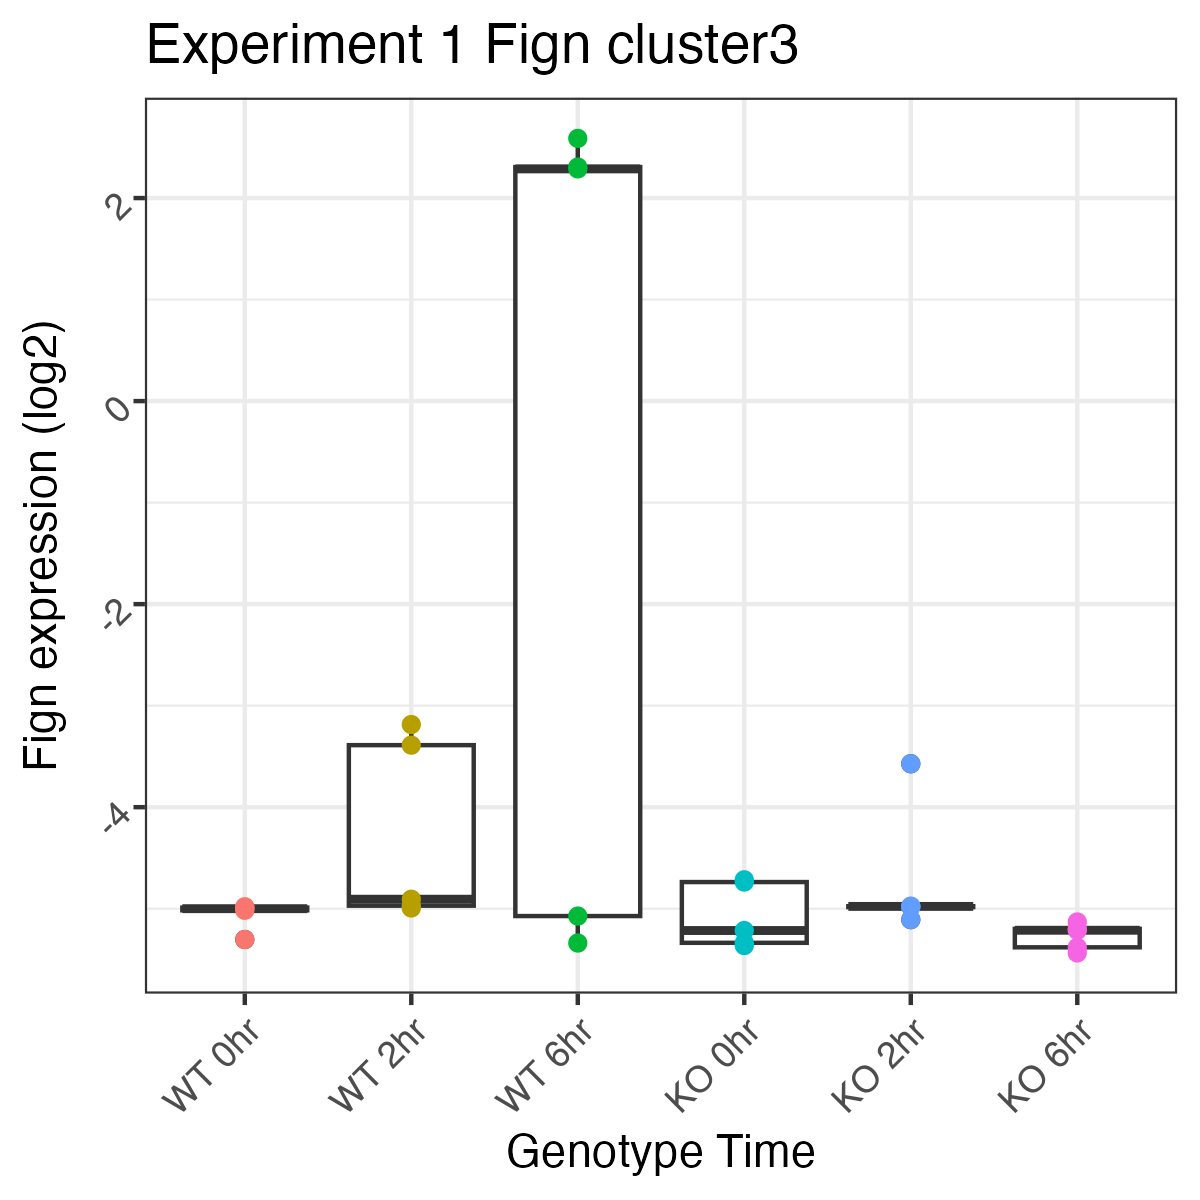 Experiment 1 Fign cluster3
Fign expression (log2)
2
0
-2
-4
WT 0hr
WT 2hr
WT 6hr
KO 0hr
KO 2hr
KO 6hr
Genotype Time